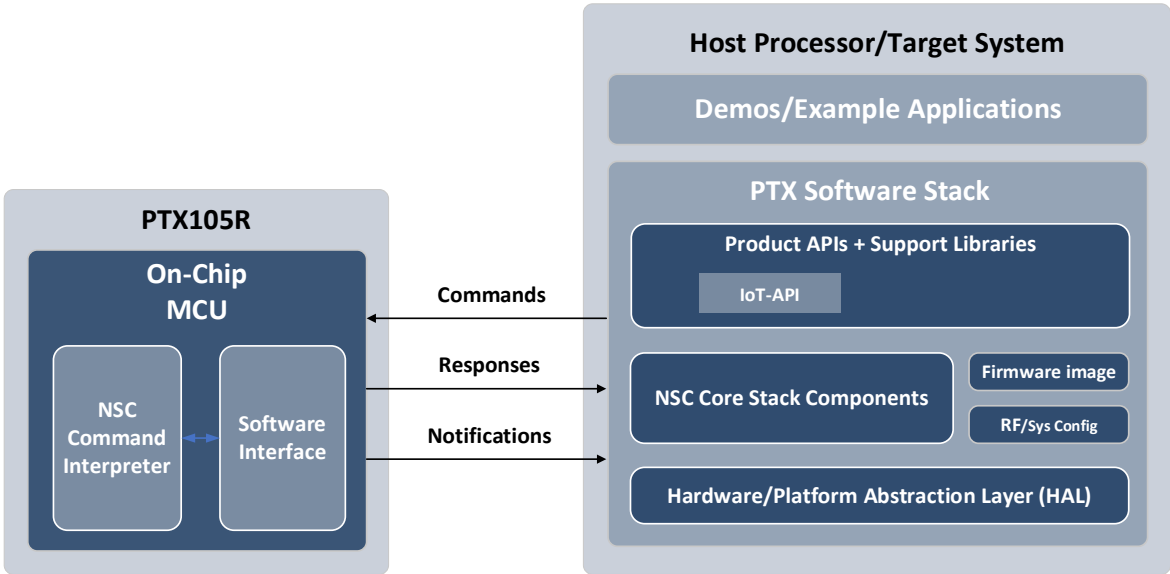 PTX105R
On-Chip
MCU
NSC
Command
Interpreter
Software
Interface
Commands
Responses
Notifications
Host Processor/Target System
Demos/Example Applications
PTX Software Stack
Product APIs + Support Libraries
IoT-API
NSC Core Stack Components
Firmware image
RF/Sys Config
Hardware/Platform Abstraction Layer (HAL)